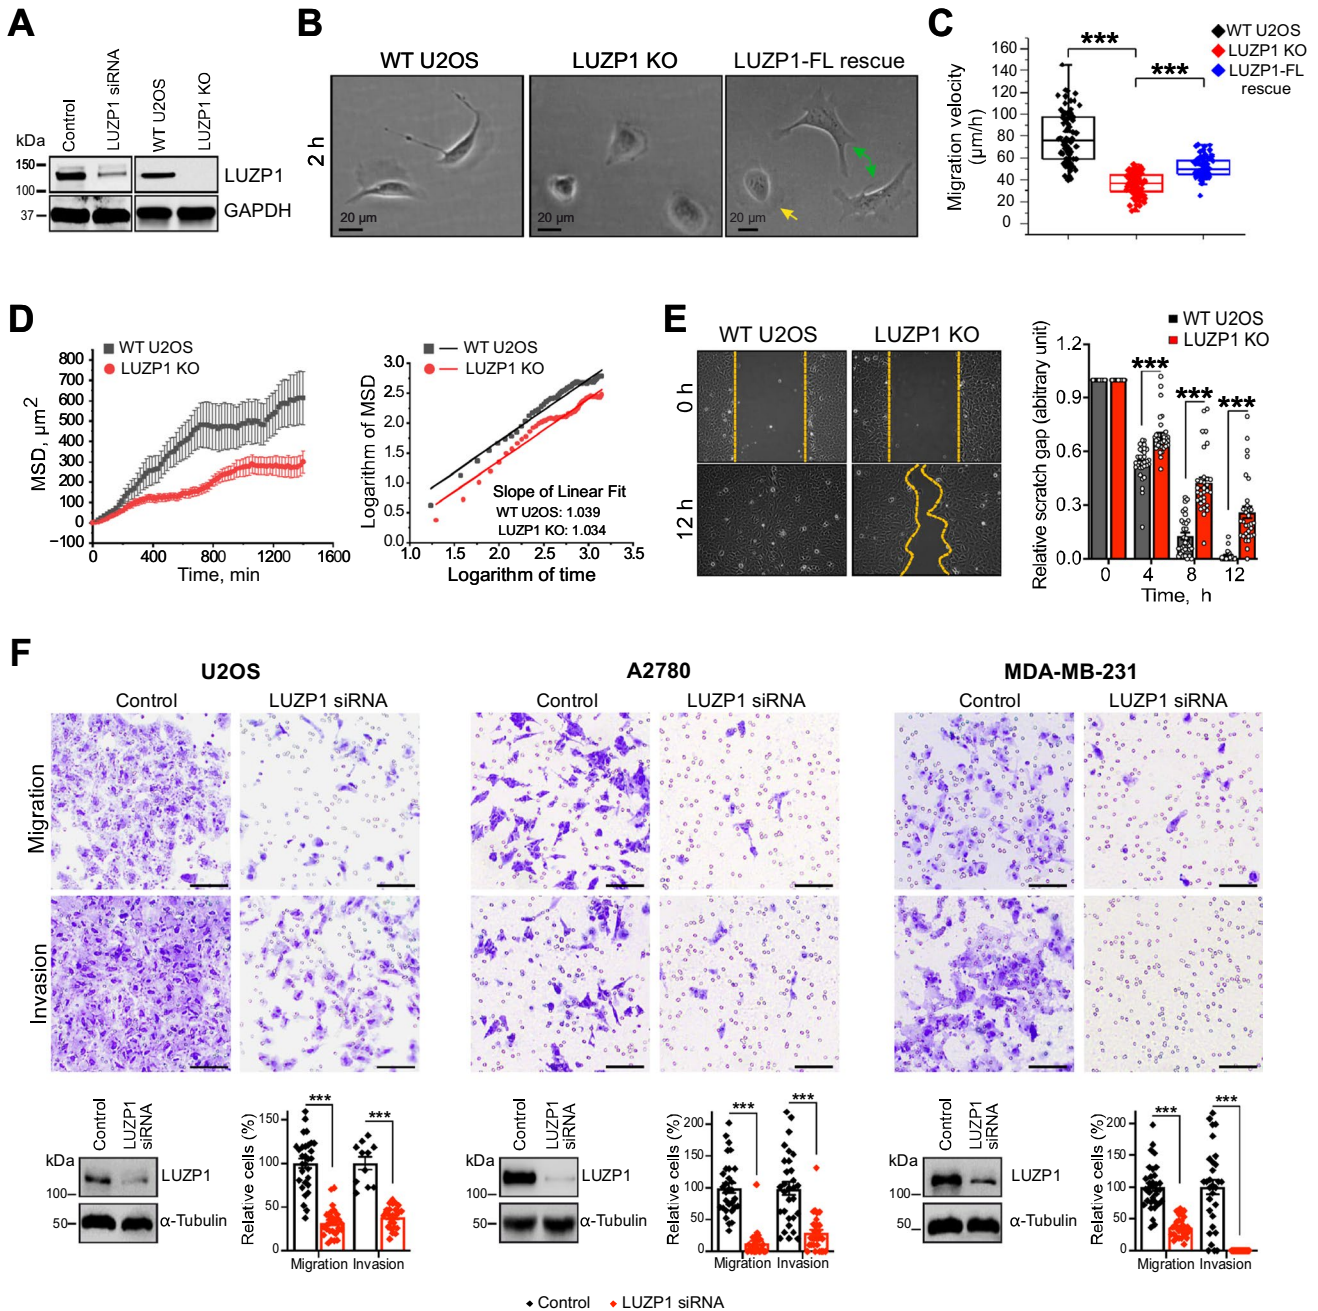 A
kDa
Control
LUZP1 siRNA
WT U2OS
LUZP1 KO
150
100
37
LUZP1
GAPDH
B
WT U2OS
LUZP1 KO
LUZP1-FL rescue
2 h
20 µm
20 µm
20 µm
C
WT U2OS
LUZP1 KO
LUZP1-FL
rescue
***
***
Migration velocity
(µm/h)
160
140
120
100
80
60
40
20
0
D
WT U2OS
LUZP1 KO
MSD, µm²
800
700
600
500
400
300
200
100
0
−100
0
400
800
1200
1600
Time, min
WT U2OS
LUZP1 KO
Logarithm of MSD
3.0
2.5
2.0
1.5
1.0
0.5
0.0
Slope of Linear Fit
WT U2OS: 1.039
LUZP1 KO: 1.034
1.0
1.5
2.0
2.5
3.0
3.5
Logarithm of time
E
WT U2OS
LUZP1 KO
0 h
12 h
WT U2OS
LUZP1 KO
Relative scratch gap (abitrary unit)
1.2
0.9
0.6
0.3
0.0
***
***
***
0
4
8
12
Time, h
F
U2OS
A2780
MDA-MB-231
Control
LUZP1 siRNA
Control
LUZP1 siRNA
Control
LUZP1 siRNA
Migration
Invasion
kDa
Control
LUZP1
siRNA
LUZP1
100
50
α-Tubulin
Relative cells (%)
150
100
50
0
***
***
Migration
Invasion
kDa
Control
LUZP1
siRNA
LUZP1
100
50
α-Tubulin
Relative cells (%)
200
150
100
50
0
***
***
Migration
Invasion
kDa
Control
LUZP1
siRNA
LUZP1
100
50
α-Tubulin
Relative cells (%)
200
150
100
50
0
***
***
Migration
Invasion
Control
LUZP1 siRNA